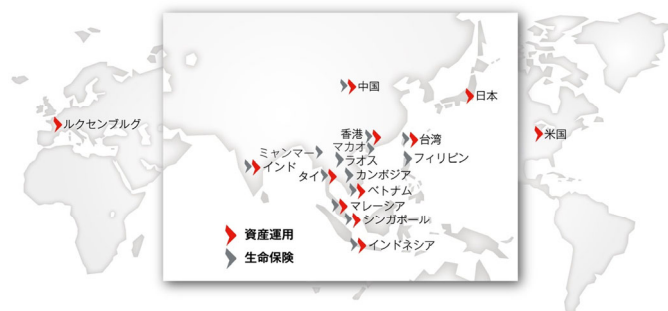 中国
日本
ルクセンブルグ
香港
台湾
米国
マカオ
ミャンマー
ラオス
フィリピン
インド
タイ
カンボジア
ベトナム
マレーシア
シンガポール
資産運用
インドネシア
生命保険